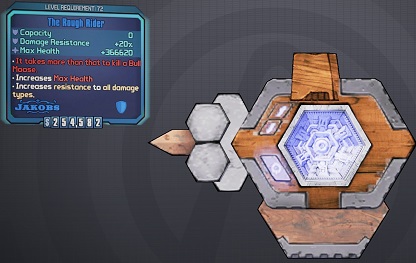 LEVEL REQUIREMENT: 72
The Rough Rider
Capacity 0
Damage Resistance +20%
Max Health +366620
• It takes more than that to kill a Bull
Moose.
• Increases Max Health
• Increases resistance to all damage
types.
JAKOBS
$2544582